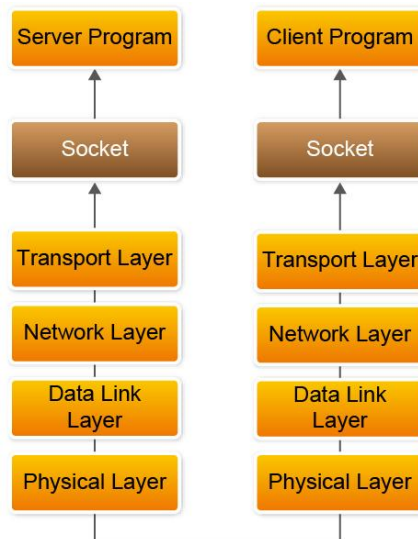 Server Program
Client Program
Socket
Socket
Transport Layer
Transport Layer
Network Layer
Network Layer
Data Link
Layer
Data Link
Layer
Physical Layer
Physical Layer